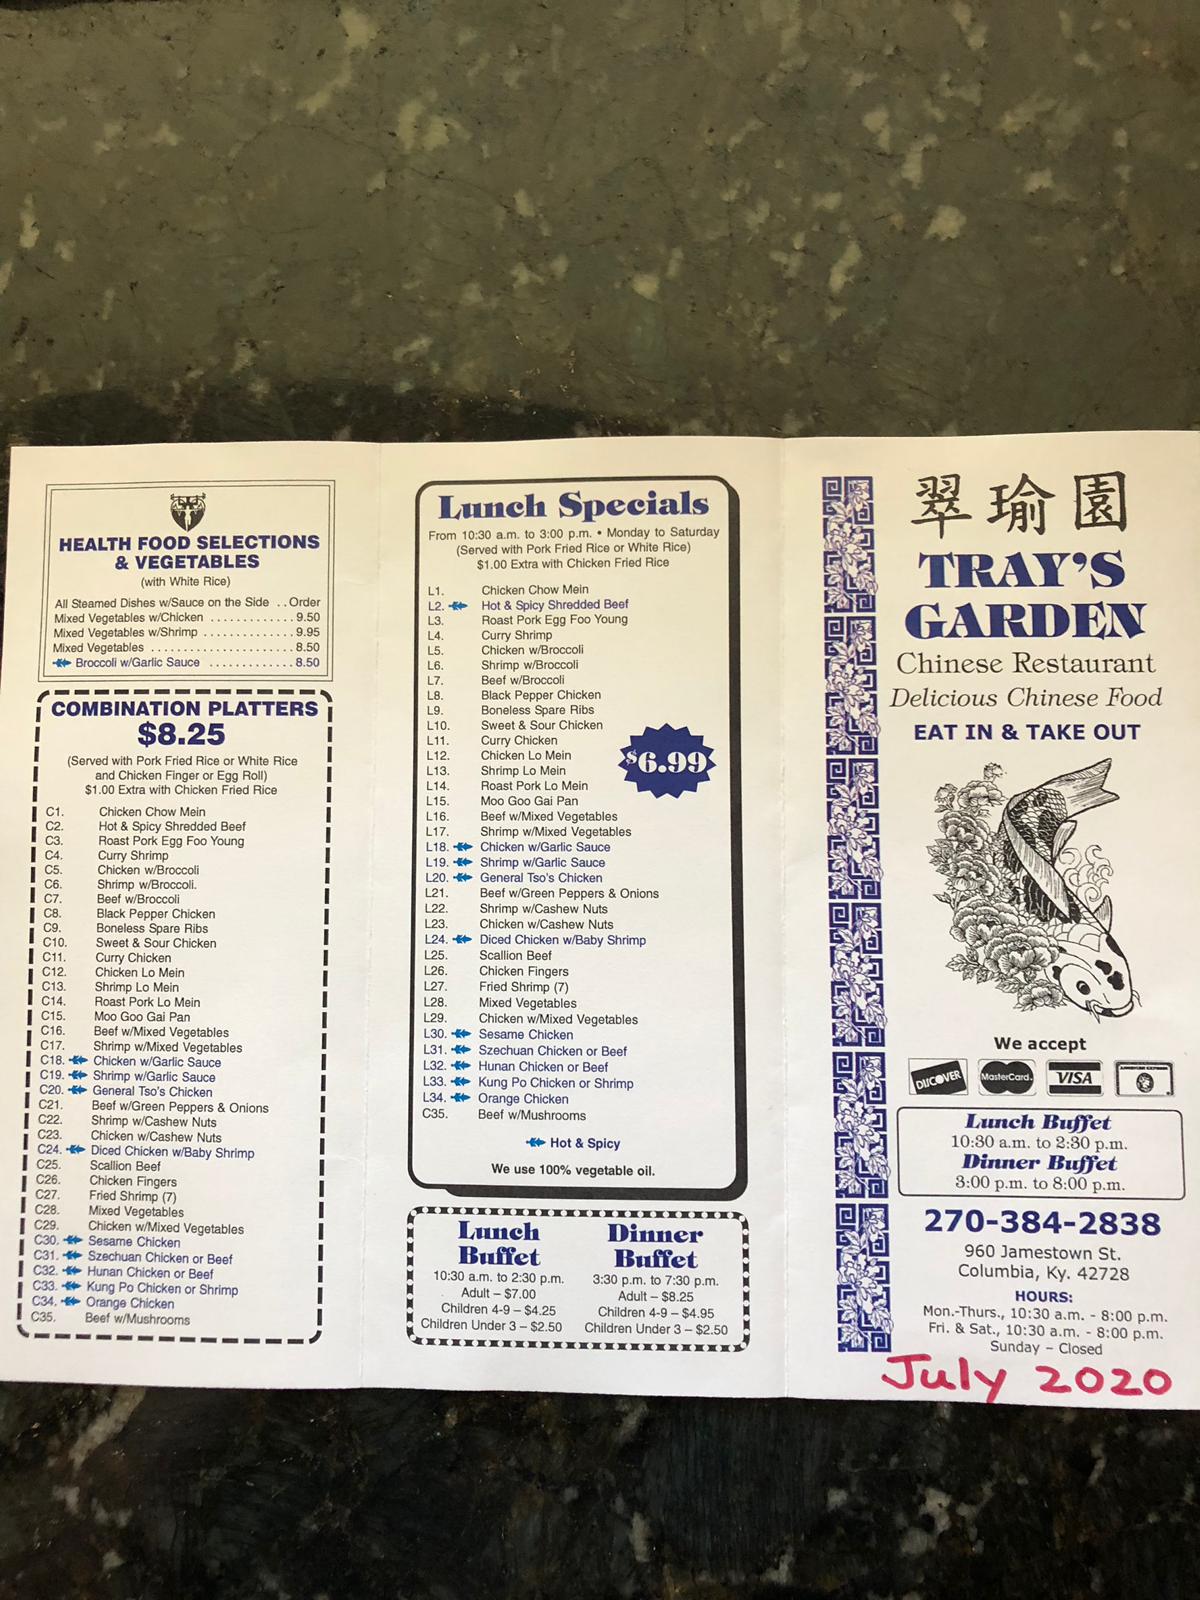 HEALTH FOOD SELECTIONS
& VEGETABLES
(with White Rice)
All Steamed Dishes w/Sauce on the Side . . Order
Mixed Vegetables w/Chicken . . . . . . . . . . . . 9.50
Mixed Vegetables w/Shrimp . . . . . . . . . . . . . 9.95
Mixed Vegetables . . . . . . . . . . . . . . . . . . . . . 8.50
Broccoli w/Garlic Sauce . . . . . . . . . . . . 8.50
COMBINATION PLATTERS
$8.25
(Served with Pork Fried Rice or White Rice
and Chicken Finger or Egg Roll)
$1.00 Extra with Chicken Fried Rice
C1. Chicken Chow Mein
C2. Hot & Spicy Shredded Beef
C3. Roast Pork Egg Foo Young
C4. Curry Shrimp
C5. Chicken w/Broccoli
C6. Shrimp w/Broccoli.
C7. Beef w/Broccoli
C8. Black Pepper Chicken
C9. Boneless Spare Ribs
C10. Sweet & Sour Chicken
C11. Curry Chicken
C12. Chicken Lo Mein
C13. Shrimp Lo Mein
C14. Roast Pork Lo Mein
C15. Moo Goo Gai Pan
C16. Beef w/Mixed Vegetables
C17. Shrimp w/Mixed Vegetables
C18. Chicken w/Garlic Sauce
C19. Shrimp w/Garlic Sauce
C20. General Tso's Chicken
C21. Beef w/Green Peppers & Onions
C22. Shrimp w/Cashew Nuts
C23. Chicken w/Cashew Nuts
C24. Diced Chicken w/Baby Shrimp
C25. Scallion Beef
C26. Chicken Fingers
C27. Fried Shrimp (7)
C28. Mixed Vegetables
C29. Chicken w/Mixed Vegetables
C30. Sesame Chicken
C31. Szechuan Chicken or Beef
C32. Hunan Chicken or Beef
C33. Kung Po Chicken or Shrimp
C34. Orange Chicken
C35. Beef w/Mushrooms
Lunch Specials
From 10:30 a.m. to 3:00 p.m. • Monday to Saturday
(Served with Pork Fried Rice or White Rice)
$1.00 Extra with Chicken Fried Rice
L1. Chicken Chow Mein
L2. Hot & Spicy Shredded Beef
L3. Roast Pork Egg Foo Young
L4. Curry Shrimp
L5. Chicken w/Broccoli
L6. Shrimp w/Broccoli
L7. Beef w/Broccoli
L8. Black Pepper Chicken
L9. Boneless Spare Ribs
L10. Sweet & Sour Chicken
L11. Curry Chicken
L12. Chicken Lo Mein
$6.99
L13. Shrimp Lo Mein
L14. Roast Pork Lo Mein
L15. Moo Goo Gai Pan
L16. Beef w/Mixed Vegetables
L17. Shrimp w/Mixed Vegetables
L18. Chicken w/Garlic Sauce
L19. Shrimp w/Garlic Sauce
L20. General Tso's Chicken
L21. Beef w/Green Peppers & Onions
L22. Shrimp w/Cashew Nuts
L23. Chicken w/Cashew Nuts
L24. Diced Chicken w/Baby Shrimp
L25. Scallion Beef
L26. Chicken Fingers
L27. Fried Shrimp (7)
L28. Mixed Vegetables
L29. Chicken w/Mixed Vegetables
L30. Sesame Chicken
L31. Szechuan Chicken or Beef
L32. Hunan Chicken or Beef
L33. Kung Po Chicken or Shrimp
L34. Orange Chicken
C35. Beef w/Mushrooms
Hot & Spicy
We use 100% vegetable oil.
Lunch
Buffet
10:30 a.m. to 2:30 p.m.
Adult – $7.00
Children 4-9 – $4.25
Children Under 3 – $2.50
Dinner
Buffet
3:30 p.m. to 7:30 p.m.
Adult – $8.25
Children 4-9 – $4.95
Children Under 3 – $2.50
翠瑜園
TRAY'S
GARDEN
Chinese Restaurant
Delicious Chinese Food
EAT IN & TAKE OUT
We accept
DISCOVER MasterCard. VISA AMERICAN EXPRESS
Lunch Buffet
10:30 a.m. to 2:30 p.m.
Dinner Buffet
3:00 p.m. to 8:00 p.m.
270-384-2838
960 Jamestown St.
Columbia, Ky. 42728
HOURS:
Mon.-Thurs., 10:30 a.m. - 8:00 p.m.
Fri. & Sat., 10:30 a.m. - 8:00 p.m.
Sunday – Closed
July 2020